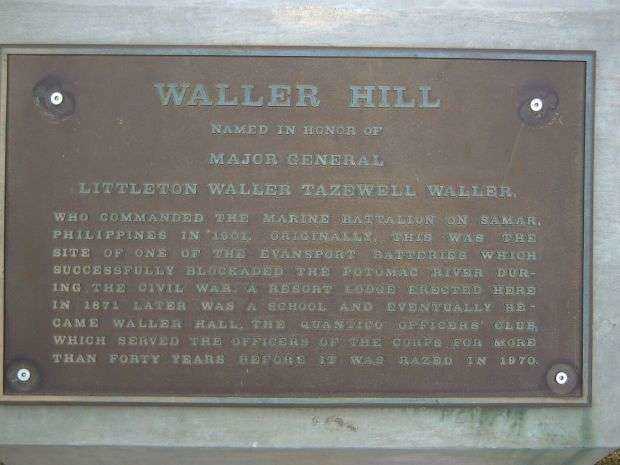 WALLER HILL
NAMED IN HONOR OF
MAJOR GENERAL
LITTLETON WALLER TAZEWELL WALLER,
WHO COMMANDED THE MARINE BATTALION ON SAMAR,
PHILIPPINES IN 1901. ORIGINALLY, THIS WAS THE
SITE OF ONE OF THE EVANSPORT BATTERIES WHICH
SUCCESSFULLY BLOCKADED THE POTOMAC RIVER DUR-
ING THE CIVIL WAR. A RESORT LODGE ERECTED HERE
IN 1871 LATER WAS A SCHOOL AND EVENTUALLY BE-
CAME WALLER HALL, THE QUANTICO OFFICERS' CLUB,
WHICH SERVED THE OFFICERS OF THE CORPS FOR MORE
THAN FORTY YEARS BEFORE IT WAS RAZED IN 1970.